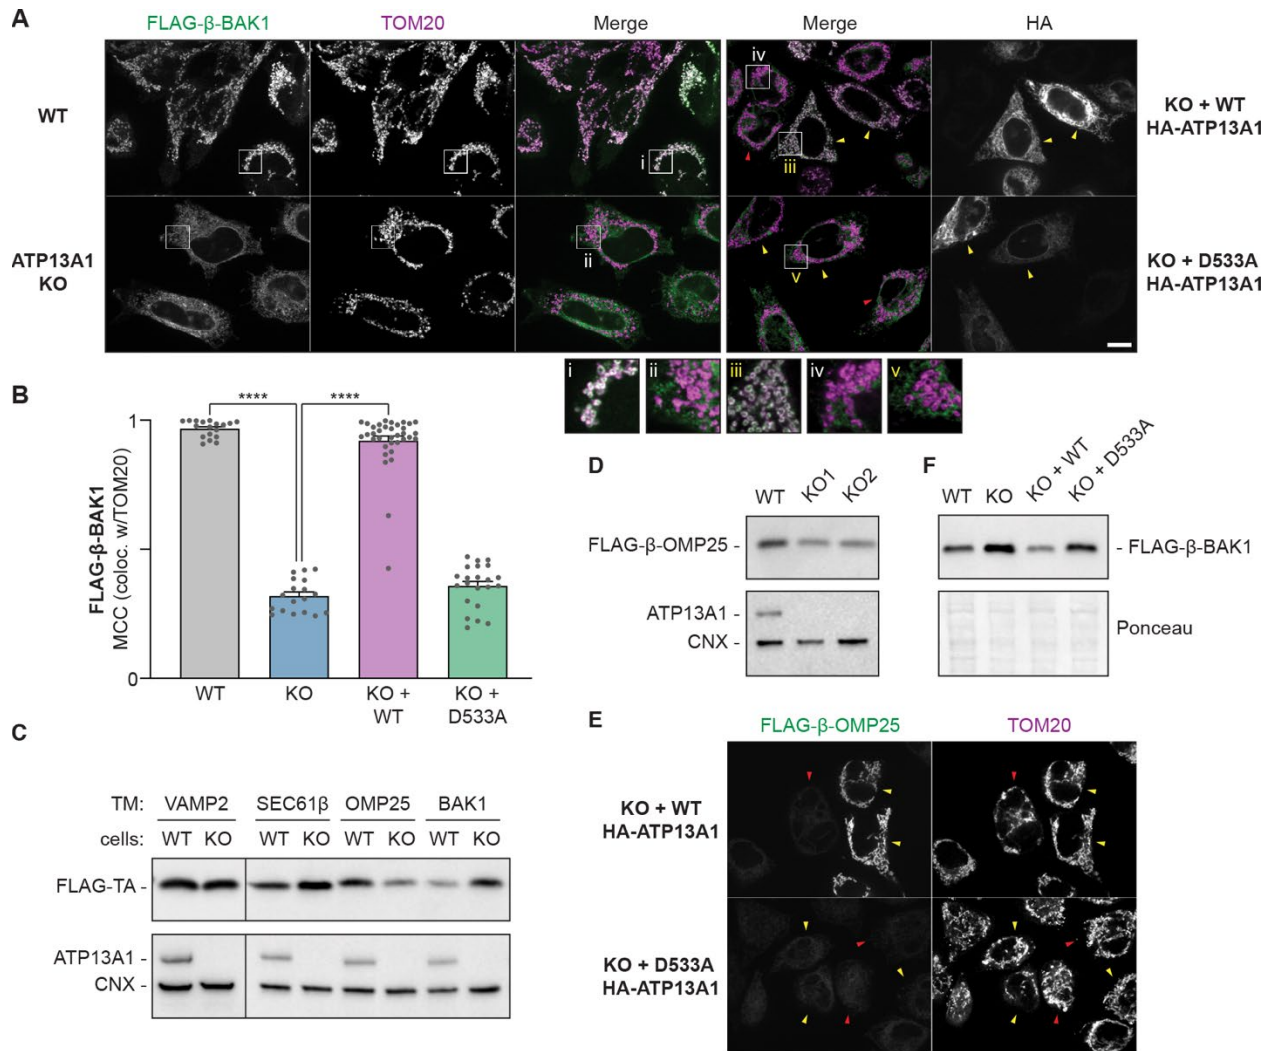 A
FLAG-β-BAK1 TOM20 Merge Merge HA
WT
i
iv
iii
KO + WT
HA-ATP13A1
ATP13A1
KO
ii
v
KO + D533A
HA-ATP13A1
i ii iii iv v
B
FLAG-β-BAK1
MCC (coloc. w/TOM20)
1
0
**** ****
WT KO KO + WT KO + D533A
C
TM: VAMP2 SEC61β OMP25 BAK1
cells: WT KO WT KO WT KO WT KO
FLAG-TA -
ATP13A1
CNX -
D
WT KO1 KO2
FLAG-β-OMP25 -
ATP13A1 -
CNX -
F
WT KO KO + WT KO + D533A
- FLAG-β-BAK1
Ponceau
E
FLAG-β-OMP25 TOM20
KO + WT
HA-ATP13A1
KO + D533A
HA-ATP13A1